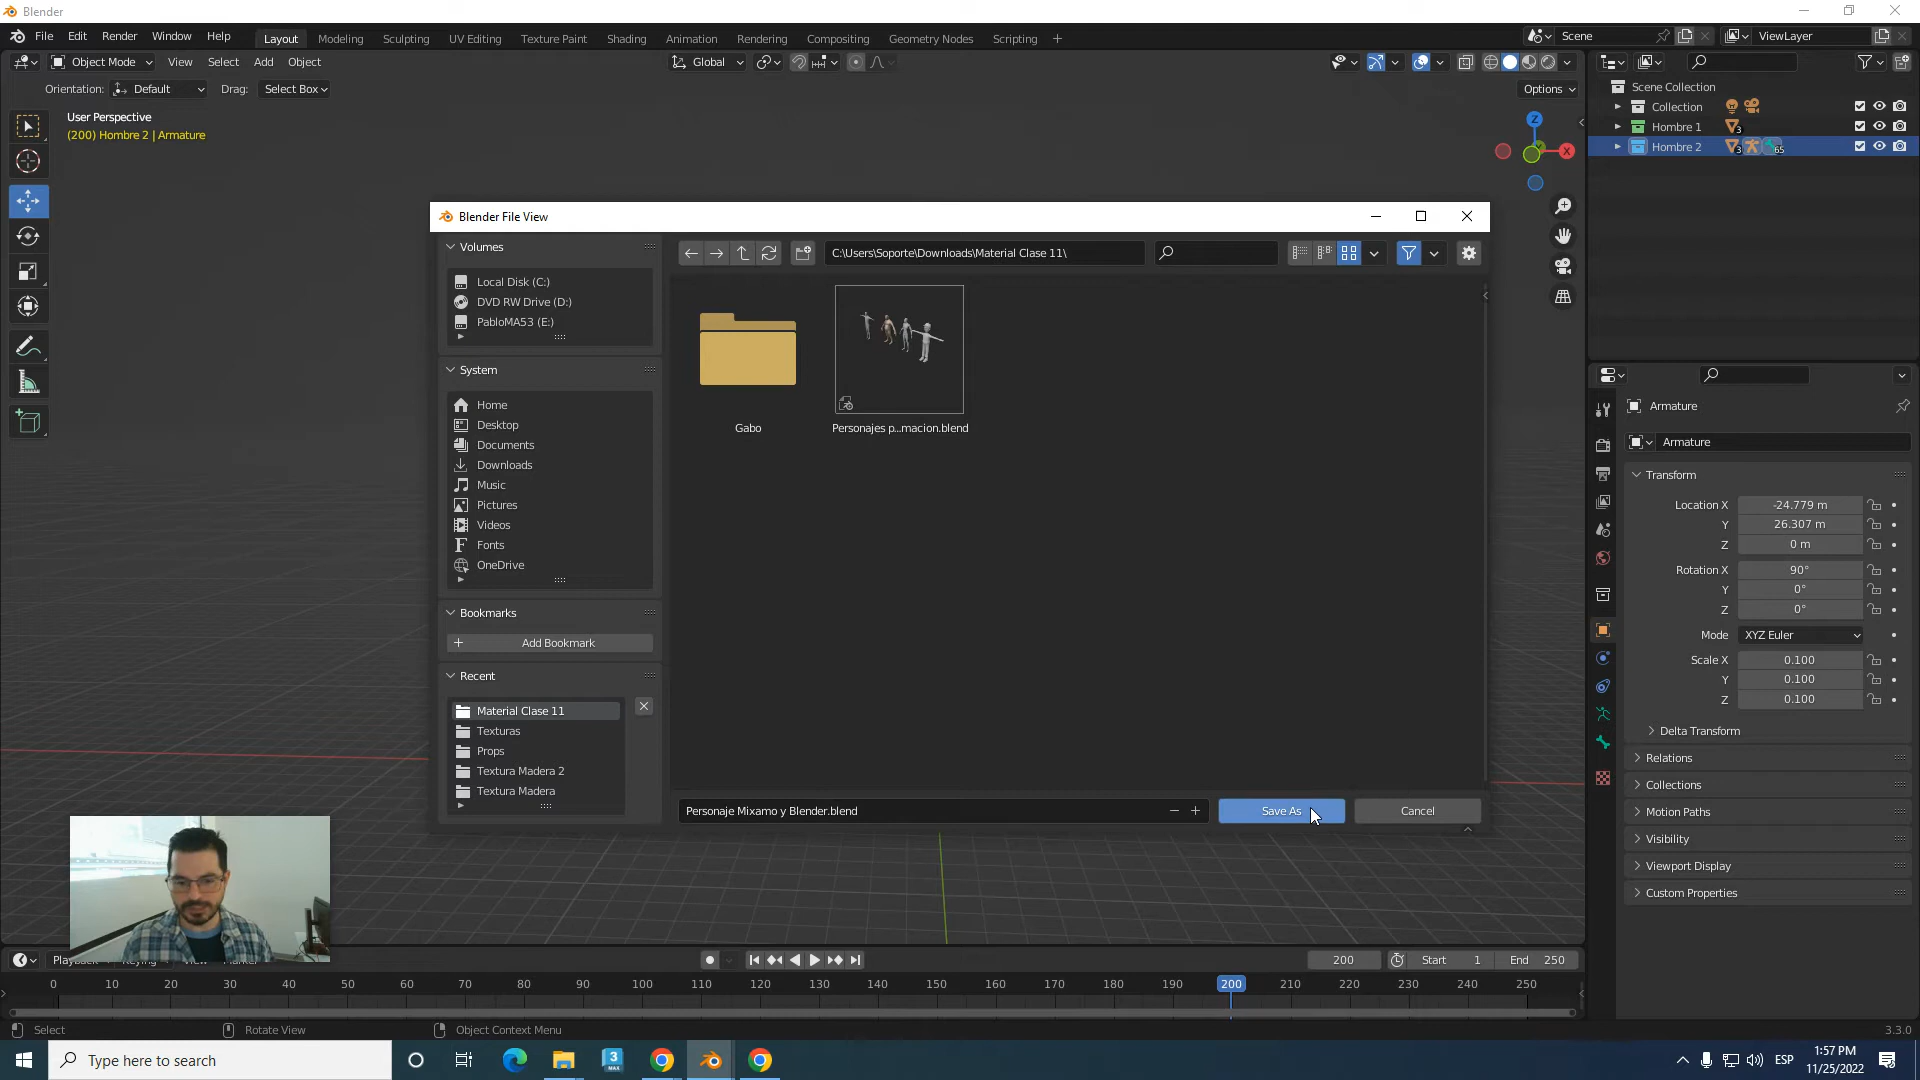 Blender
File Edit Render Window Help Layout Modeling Sculpting UV Editing Texture Paint Shading Animation Rendering Compositing Geometry Nodes Scripting + Scene ViewLayer
Object Mode View Select Add Object Global
Orientation: Default Drag: Select Box Options
User Perspective
(200) Hombre 2 | Armature
Z
X
Scene Collection
Collection
Hombre 1 3
Hombre 2 3 65
Blender File View
Volumes
Local Disk (C:)
DVD RW Drive (D:)
PabloMA53 (E:)
System
Home
Desktop
Documents
Downloads
Music
Pictures
Videos
Fonts
OneDrive
Bookmarks
Add Bookmark
Recent
Material Clase 11
Texturas
Props
Textura Madera 2
Textura Madera
C:\Users\Soporte\Downloads\Material Clase 11\
Gabo
Personajes p...macion.blend
Personaje Mixamo y Blender.blend
Save As
Cancel
Armature
Armature
Transform
Location X -24.779 m
Y 26.307 m
Z 0 m
Rotation X 90°
Y 0°
Z 0°
Mode XYZ Euler
Scale X 0.100
Y 0.100
Z 0.100
Delta Transform
Relations
Collections
Motion Paths
Visibility
Viewport Display
Custom Properties
200 Start 1 End 250
0 10 20 30 40 50 60 70 80 90 100 110 120 130 140 150 160 170 180 190 200 210 220 230 240 250
Select Rotate View Object Context Menu 3.3.0
Type here to search
3
MAX
ESP
1:57 PM
11/25/2022